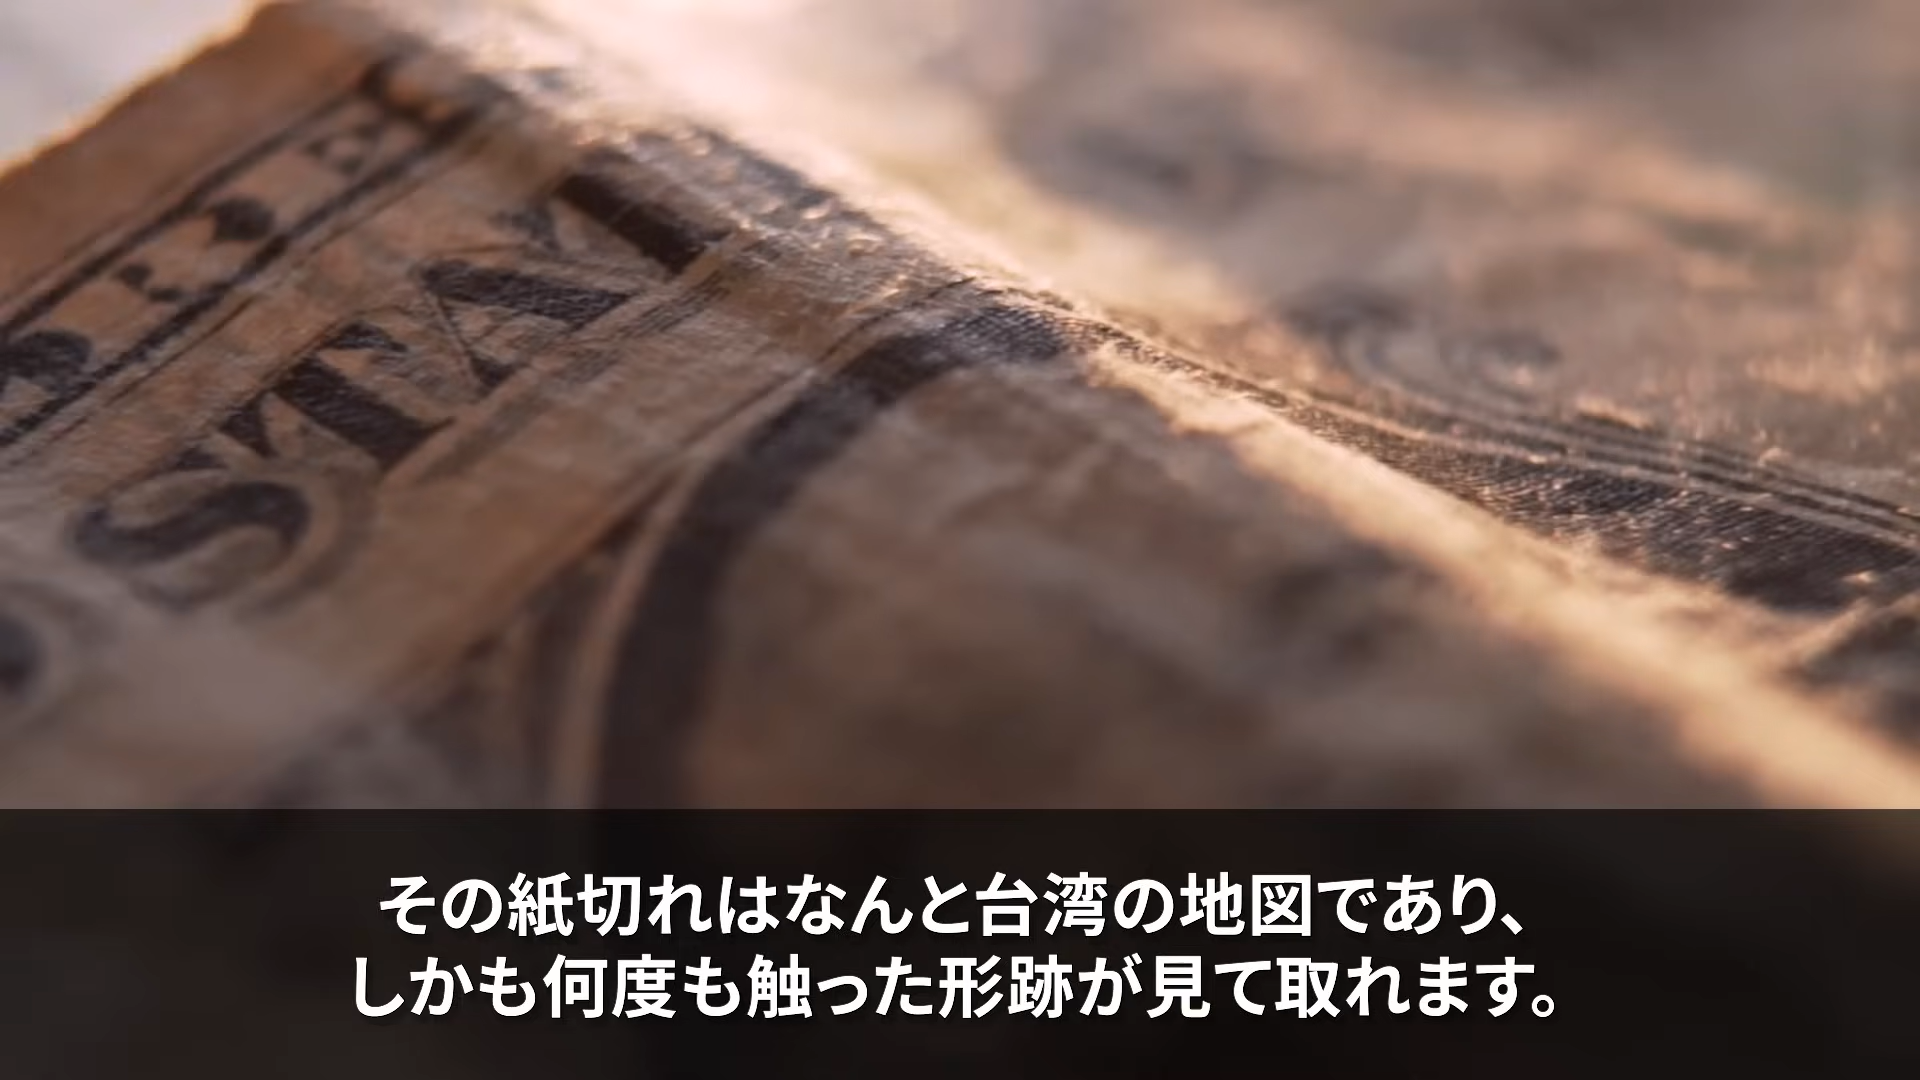 STA
その紙切れはなんと台湾の地図であり、
しかも何度も触った形跡が見て取れます。